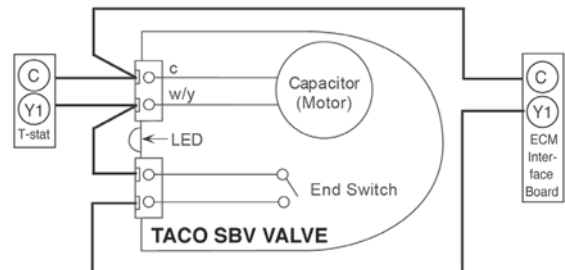 C
Y1
T-stat
c
w/y
LED
Capacitor
(Motor)
End Switch
TACO SBV VALVE
C
Y1
ECM
Inter-
face
Board